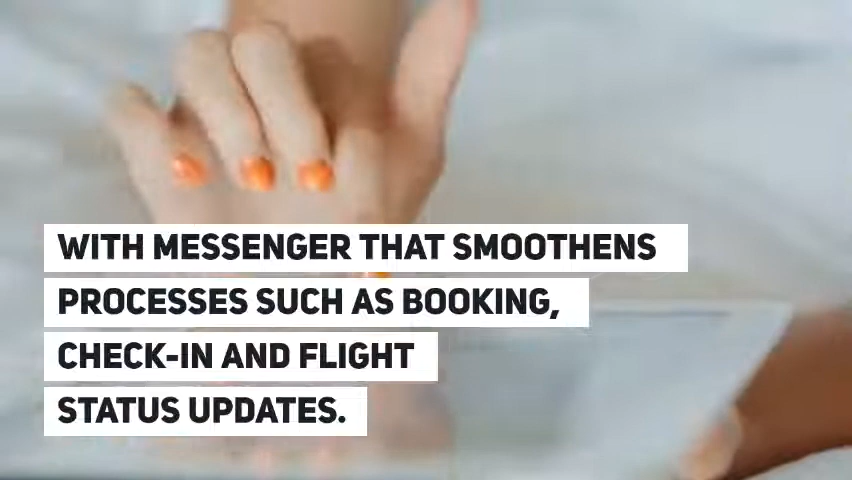 WITH MESSENGER THAT SMOOTHENS
PROCESSES SUCH AS BOOKING,
CHECK-IN AND FLIGHT
STATUS UPDATES.